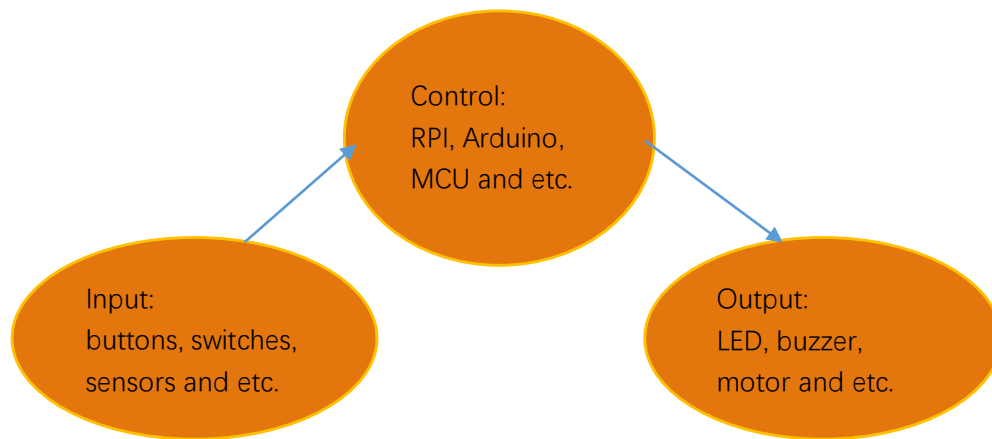 Control:
RPI, Arduino,
MCU and etc.
Input:
buttons, switches,
sensors and etc.
Output:
LED, buzzer,
motor and etc.